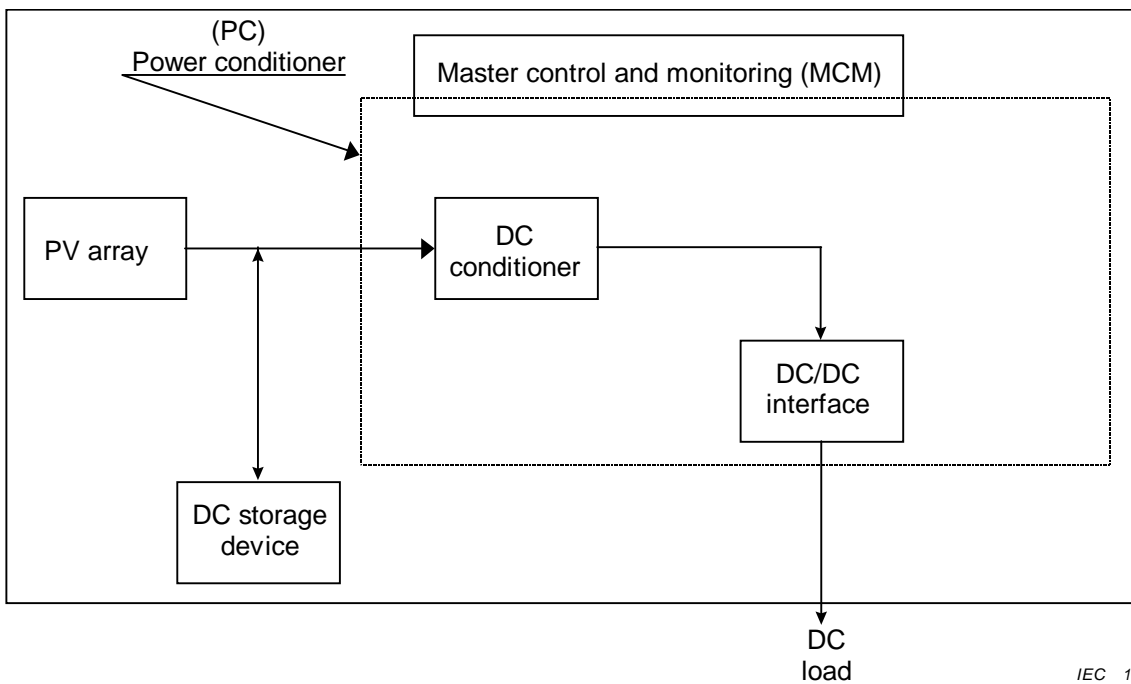 (PC)
Power conditioner
Master control and monitoring (MCM)
PV array
DC
conditioner
DC/DC
interface
DC storage
device
DC
load
IEC 1